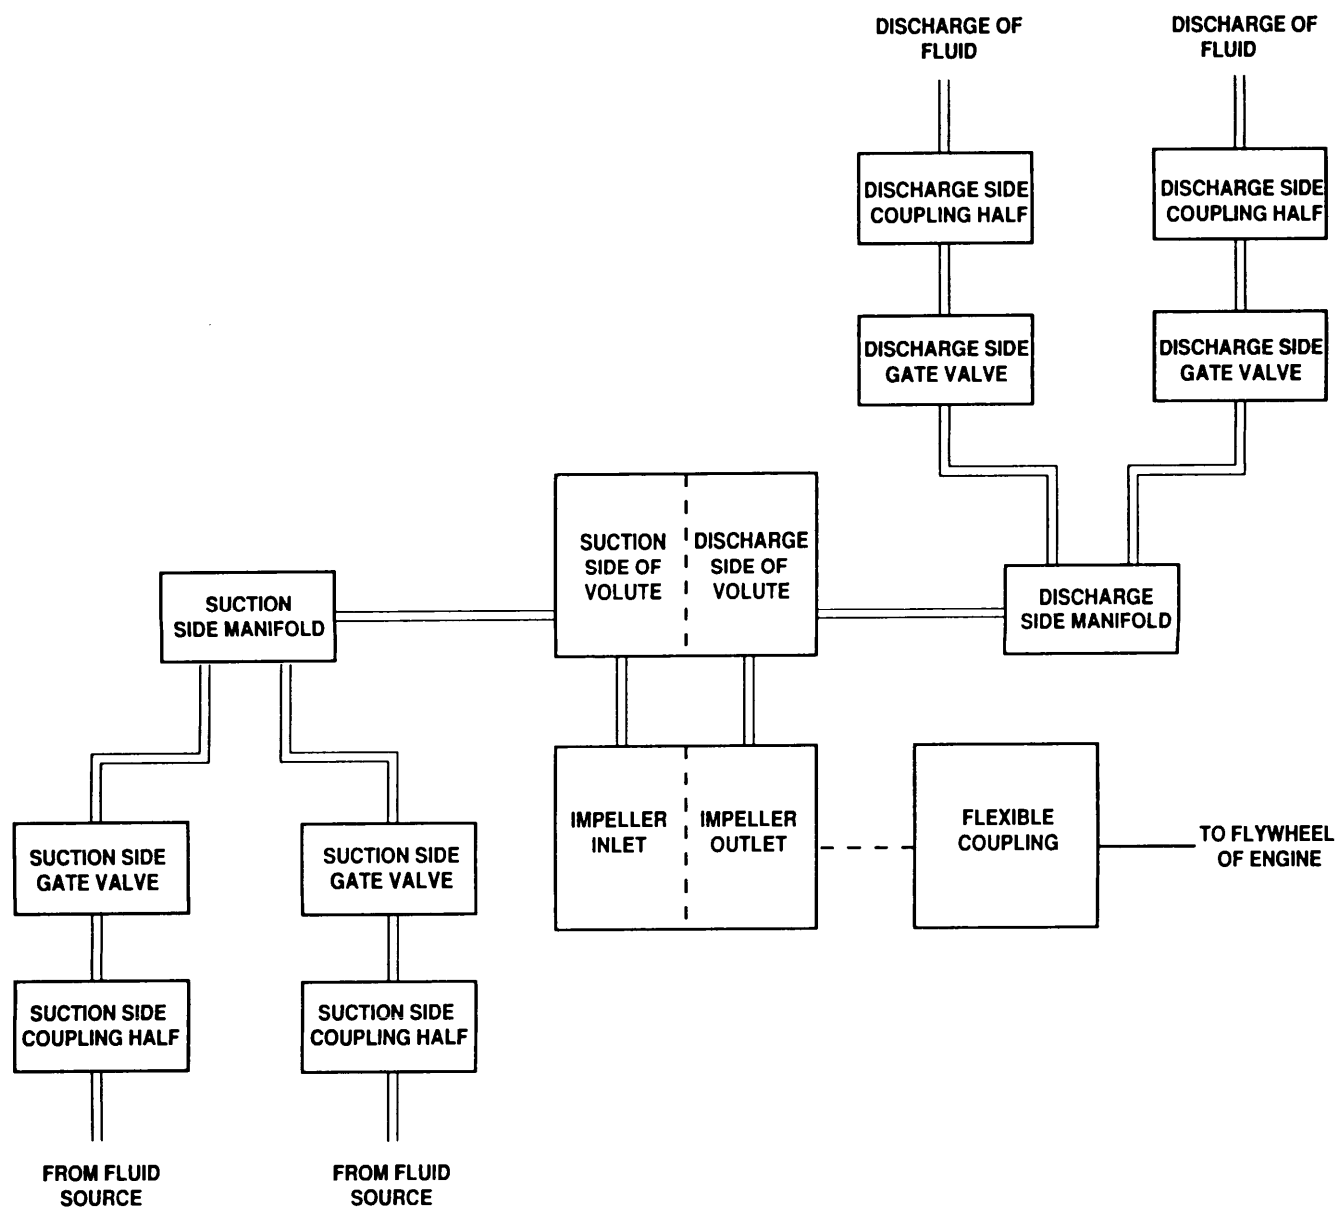 DISCHARGE OF
FLUID
DISCHARGE OF
FLUID
DISCHARGE SIDE
COUPLING HALF
DISCHARGE SIDE
COUPLING HALF
DISCHARGE SIDE
GATE VALVE
DISCHARGE SIDE
GATE VALVE
SUCTION
SIDE OF
VOLUTE
DISCHARGE
SIDE OF
VOLUTE
SUCTION
SIDE MANIFOLD
DISCHARGE
SIDE MANIFOLD
IMPELLER
INLET
IMPELLER
OUTLET
FLEXIBLE
COUPLING
TO FLYWHEEL
OF ENGINE
SUCTION SIDE
GATE VALVE
SUCTION SIDE
GATE VALVE
SUCTION SIDE
COUPLING HALF
SUCTION SIDE
COUPLING HALF
FROM FLUID
SOURCE
FROM FLUID
SOURCE